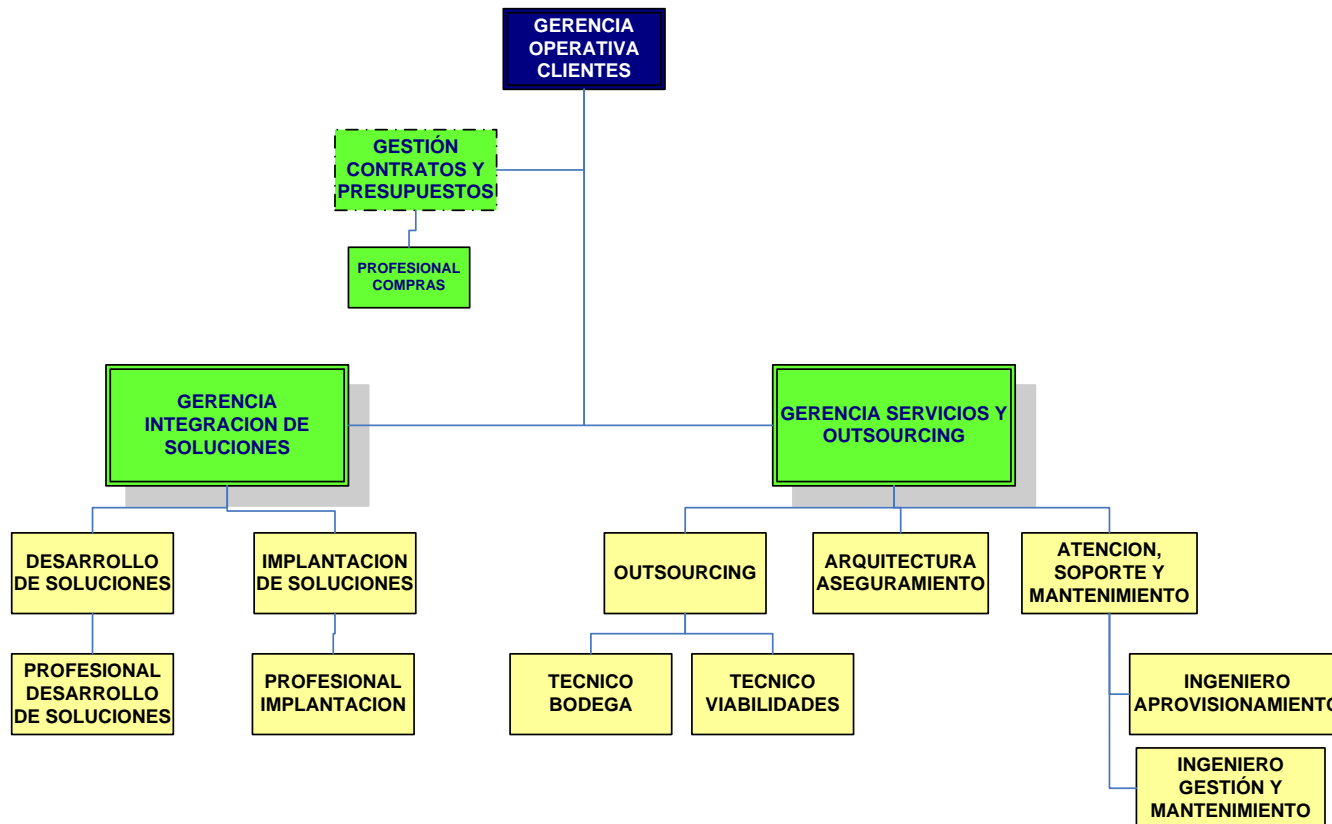 GERENCIA
OPERATIVA
CLIENTES
GESTIÓN
CONTRATOS Y
PRESUPUESTOS
PROFESIONAL
COMPRAS
GERENCIA
INTEGRACION DE
SOLUCIONES
GERENCIA SERVICIOS Y
OUTSOURCING
DESARROLLO
DE SOLUCIONES
IMPLANTACION
DE SOLUCIONES
OUTSOURCING
ARQUITECTURA
ASEGURAMIENTO
ATENCION,
SOPORTE Y
MANTENIMIENTO
PROFESIONAL
DESARROLLO
DE SOLUCIONES
PROFESIONAL
IMPLANTACION
TECNICO
BODEGA
TECNICO
VIABILIDADES
INGENIERO
APROVISIONAMIENTO
INGENIERO
GESTIÓN Y
MANTENIMIENTO